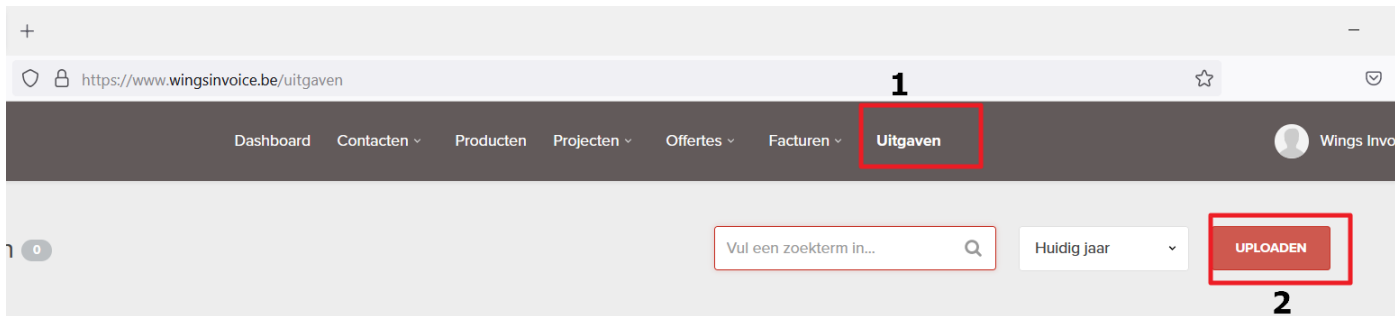 https://www.wingsinvoice.be/uitgaven
1
Dashboard Contacten Producten Projecten Offertes Facturen Uitgaven Wings Invo
n 0 Vul een zoekterm in... Huidig jaar UPLOADEN
2